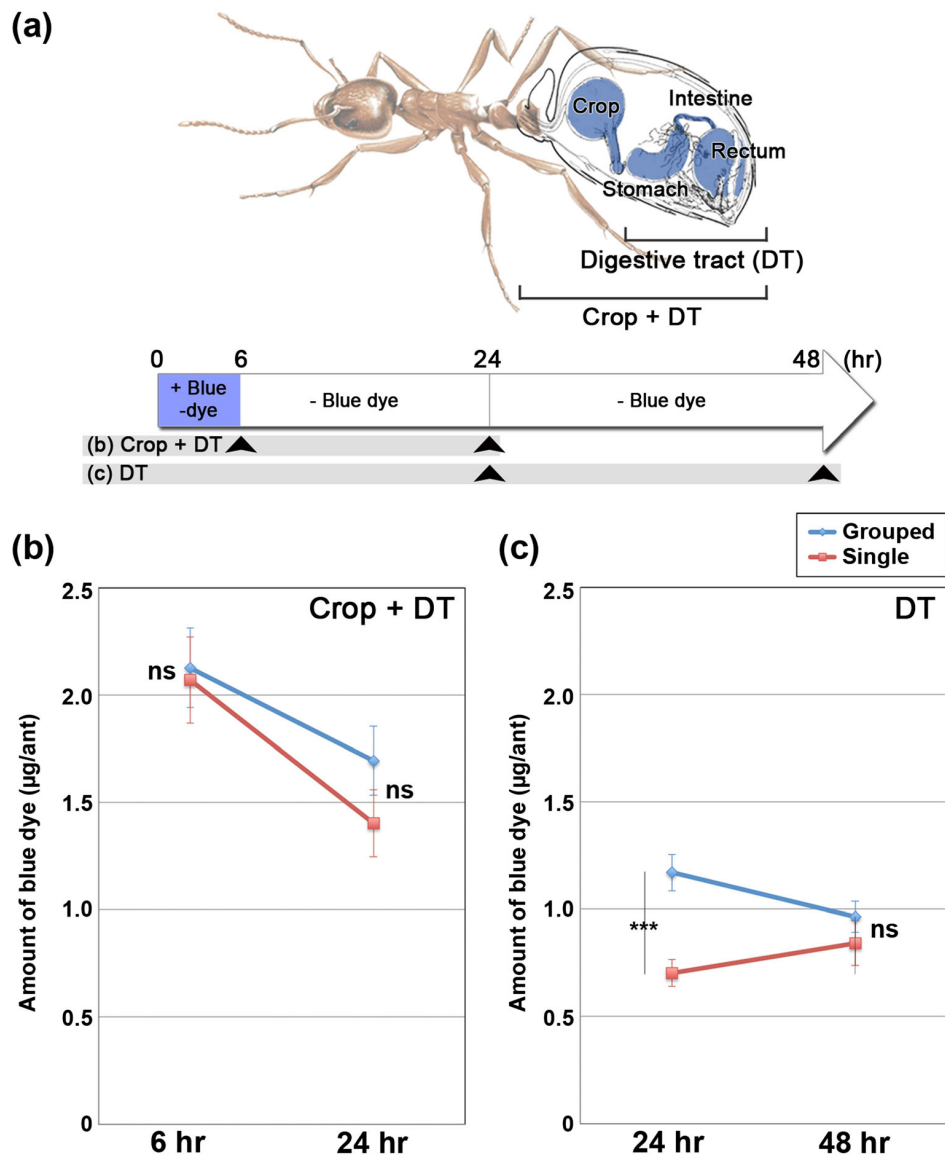 (a)
Crop
Intestine
Rectum
Stomach
Digestive tract (DT)
Crop + DT
0 6 24 48 (hr)
+ Blue
-dye
- Blue dye
- Blue dye
(b) Crop + DT
(c) DT
(b)
Crop + DT
Amount of blue dye (µg/ant)
2.5
2.0
1.5
1.0
0.5
0
ns
ns
6 hr
24 hr
(c)
Grouped
Single
DT
Amount of blue dye (µg/ant)
2.5
2.0
1.5
1.0
0.5
0
***
ns
24 hr
48 hr